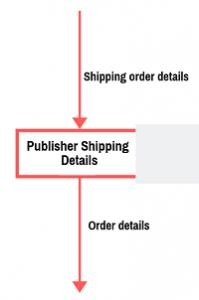 Shipping order details
Publisher Shipping
Details
Order details